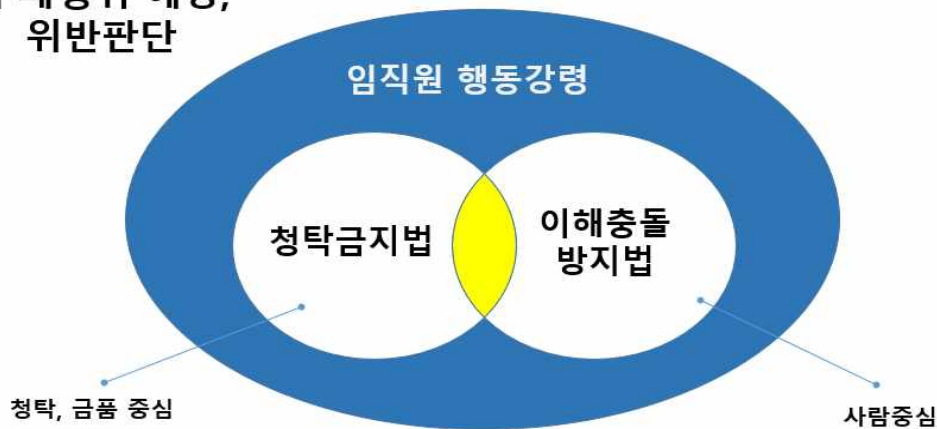 위반판단
임직원 행동강령
청탁금지법
이해충돌
방지법
청탁, 금품 중심
사람중심